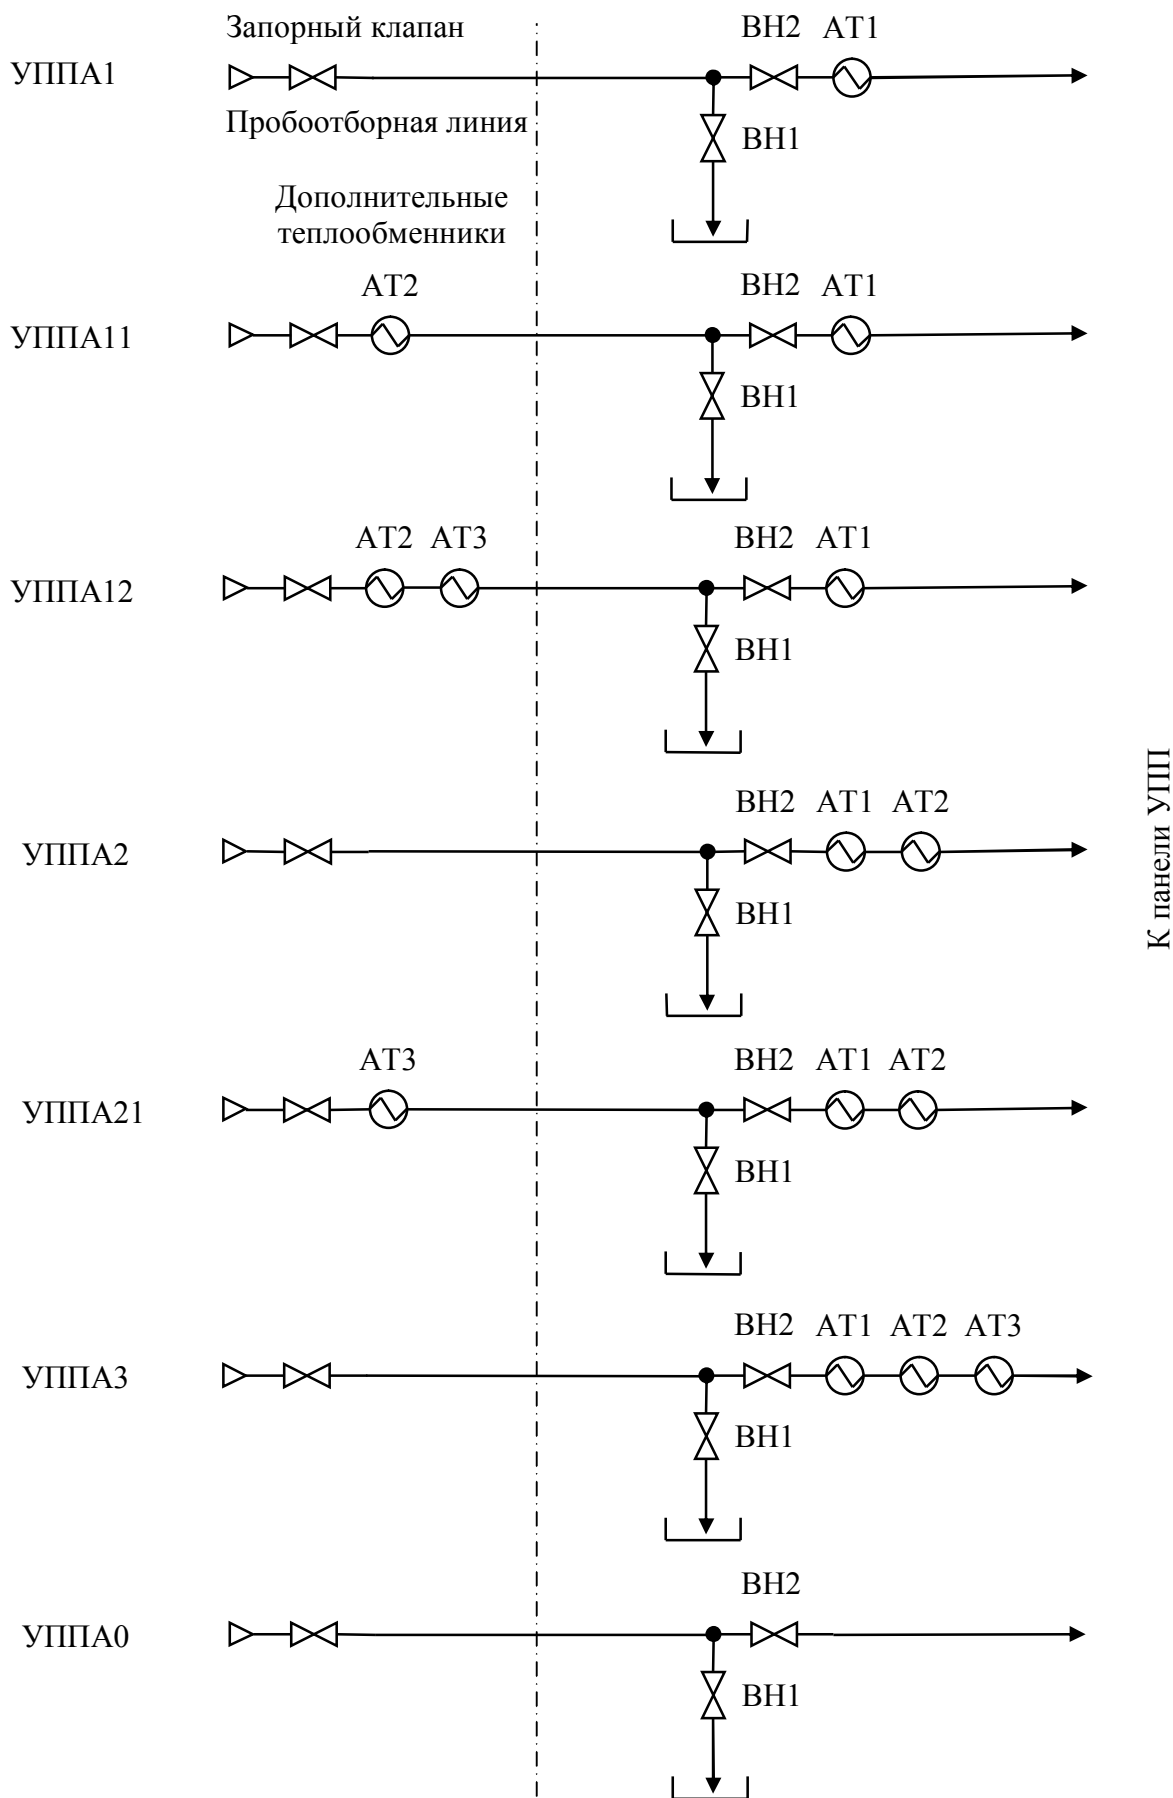 Запорный клапан
ВН2 АТ1
УППА1
Пробоотборная линия
ВН1
Дополнительные
теплообменники
АТ2
ВН2 АТ1
УППА11
ВН1
АТ2 АТ3
ВН2 АТ1
УППА12
ВН1
К панели УПП
ВН2 АТ1 АТ2
УППА2
ВН1
АТ3
ВН2 АТ1 АТ2
УППА21
ВН1
ВН2 АТ1 АТ2 АТ3
УППА3
ВН1
ВН2
УППА0
ВН1